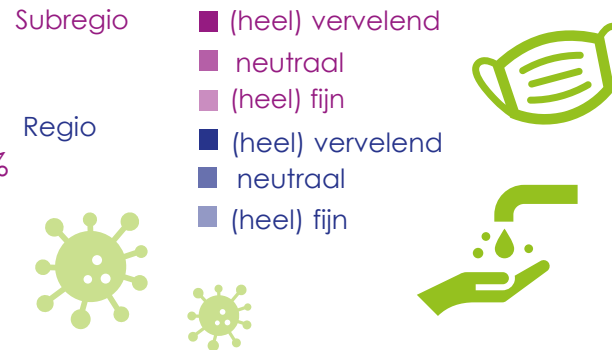 Subregio
(heel) vervelend
neutraal
(heel) fijn
Regio
(heel) vervelend
neutraal
(heel) fijn
%